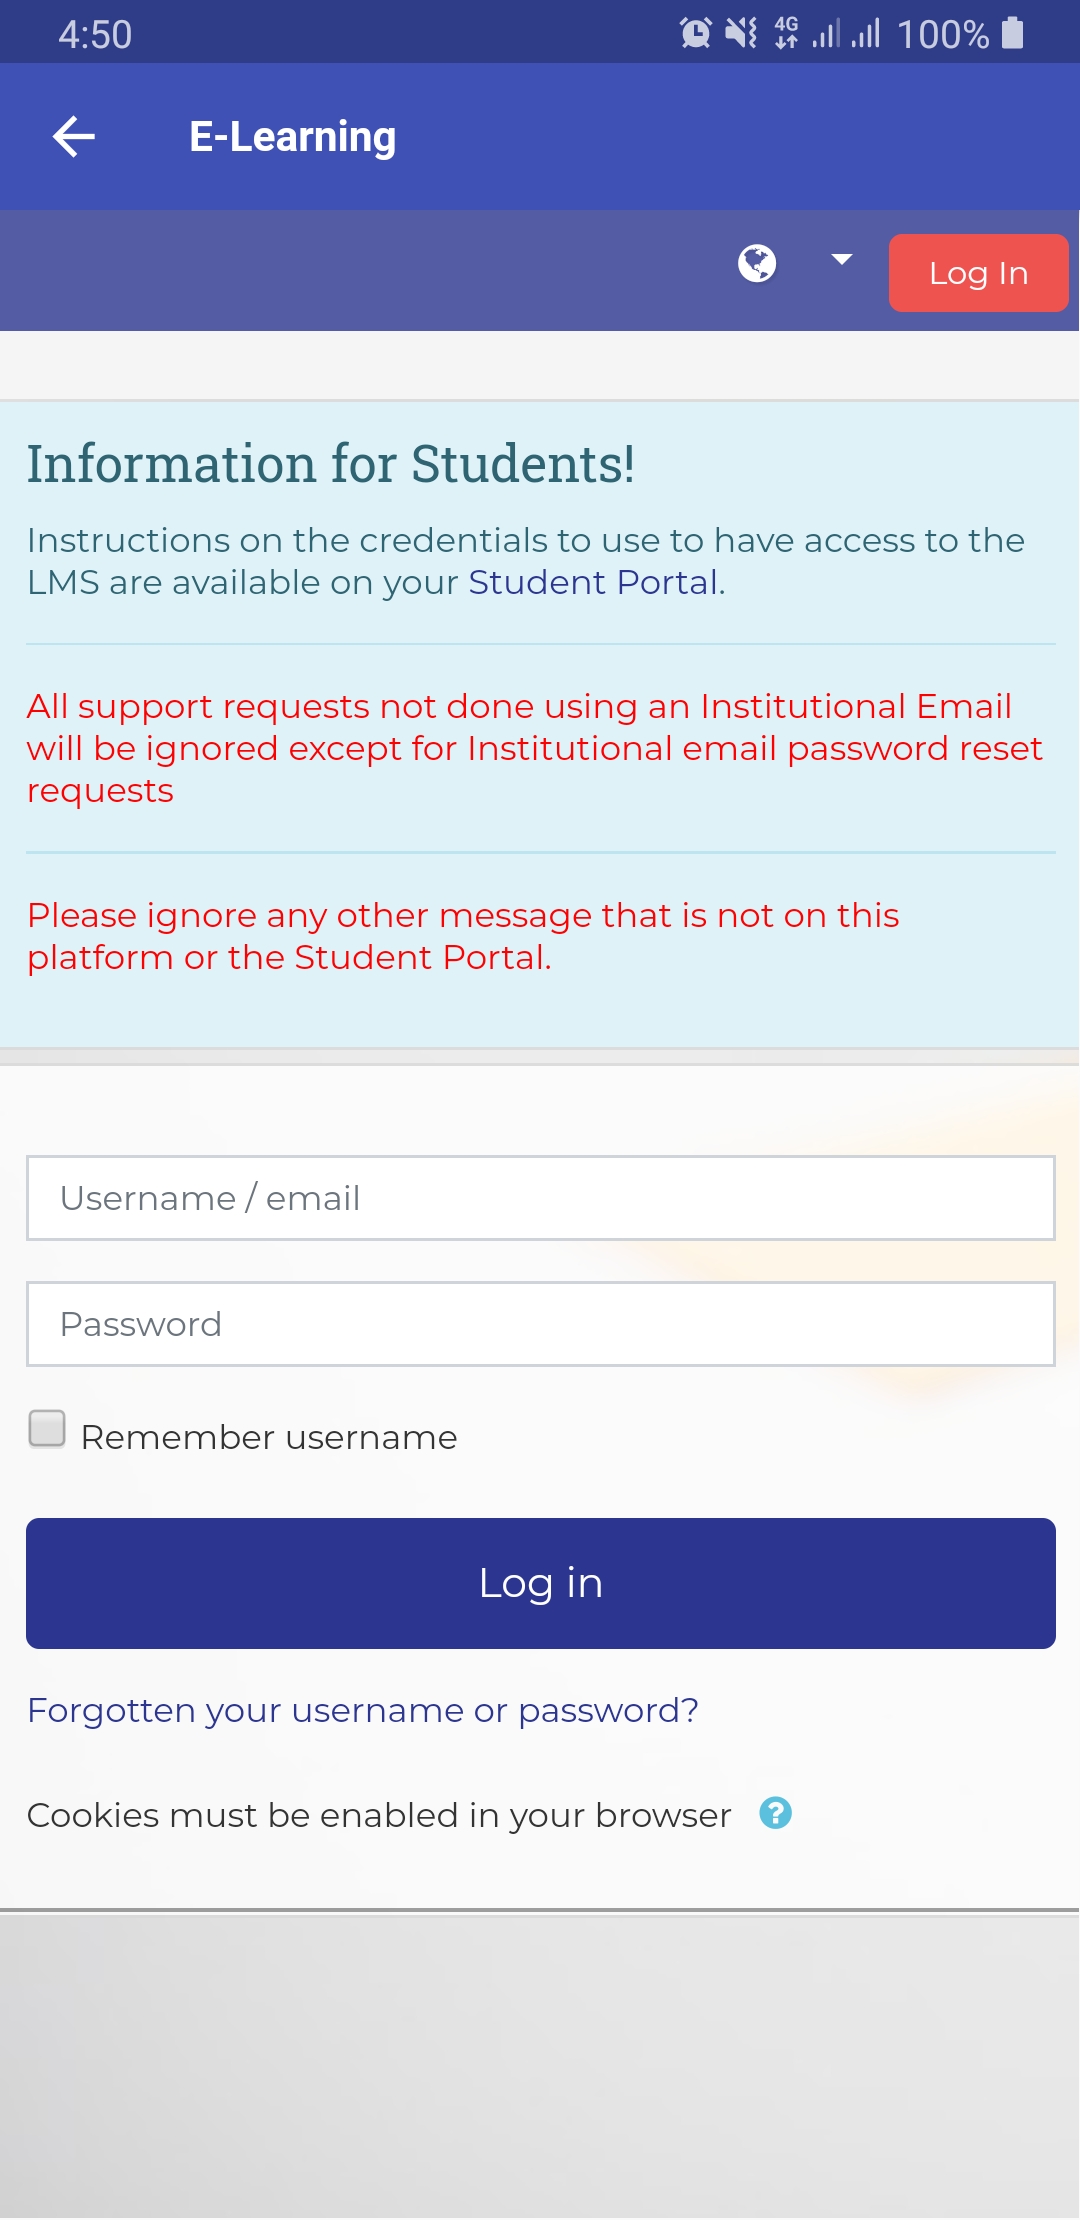 4:50
4G
100%
E-Learning
Log In
Information for Students!
Instructions on the credentials to use to have access to the
LMS are available on your Student Portal.
All support requests not done using an Institutional Email
will be ignored except for Institutional email password reset
requests
Please ignore any other message that is not on this
platform or the Student Portal.
Username / email
Password
Remember username
Log in
Forgotten your username or password?
Cookies must be enabled in your browser ?